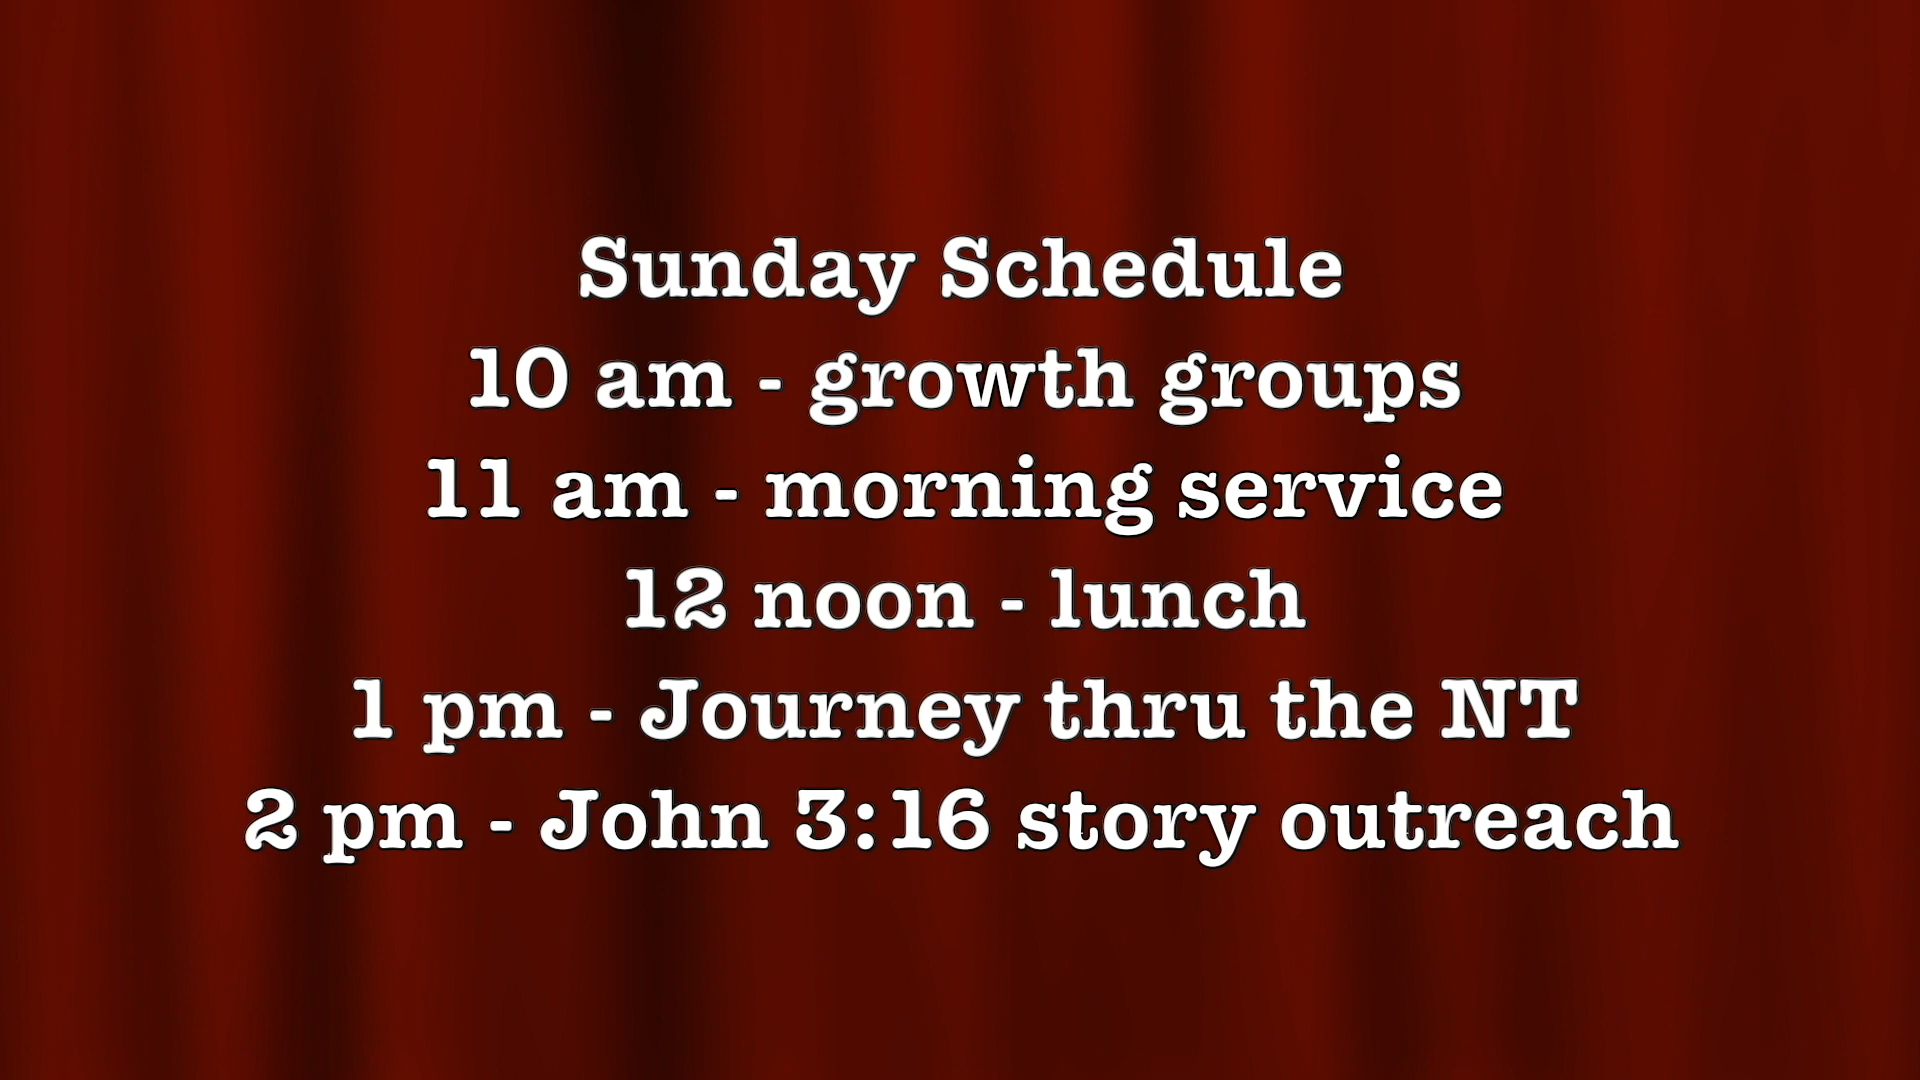 Sunday Schedule
10 am - growth groups
11 am - morning service
12 noon - lunch
1 pm - Journey thru the NT
2 pm - John 3:16 story outreach